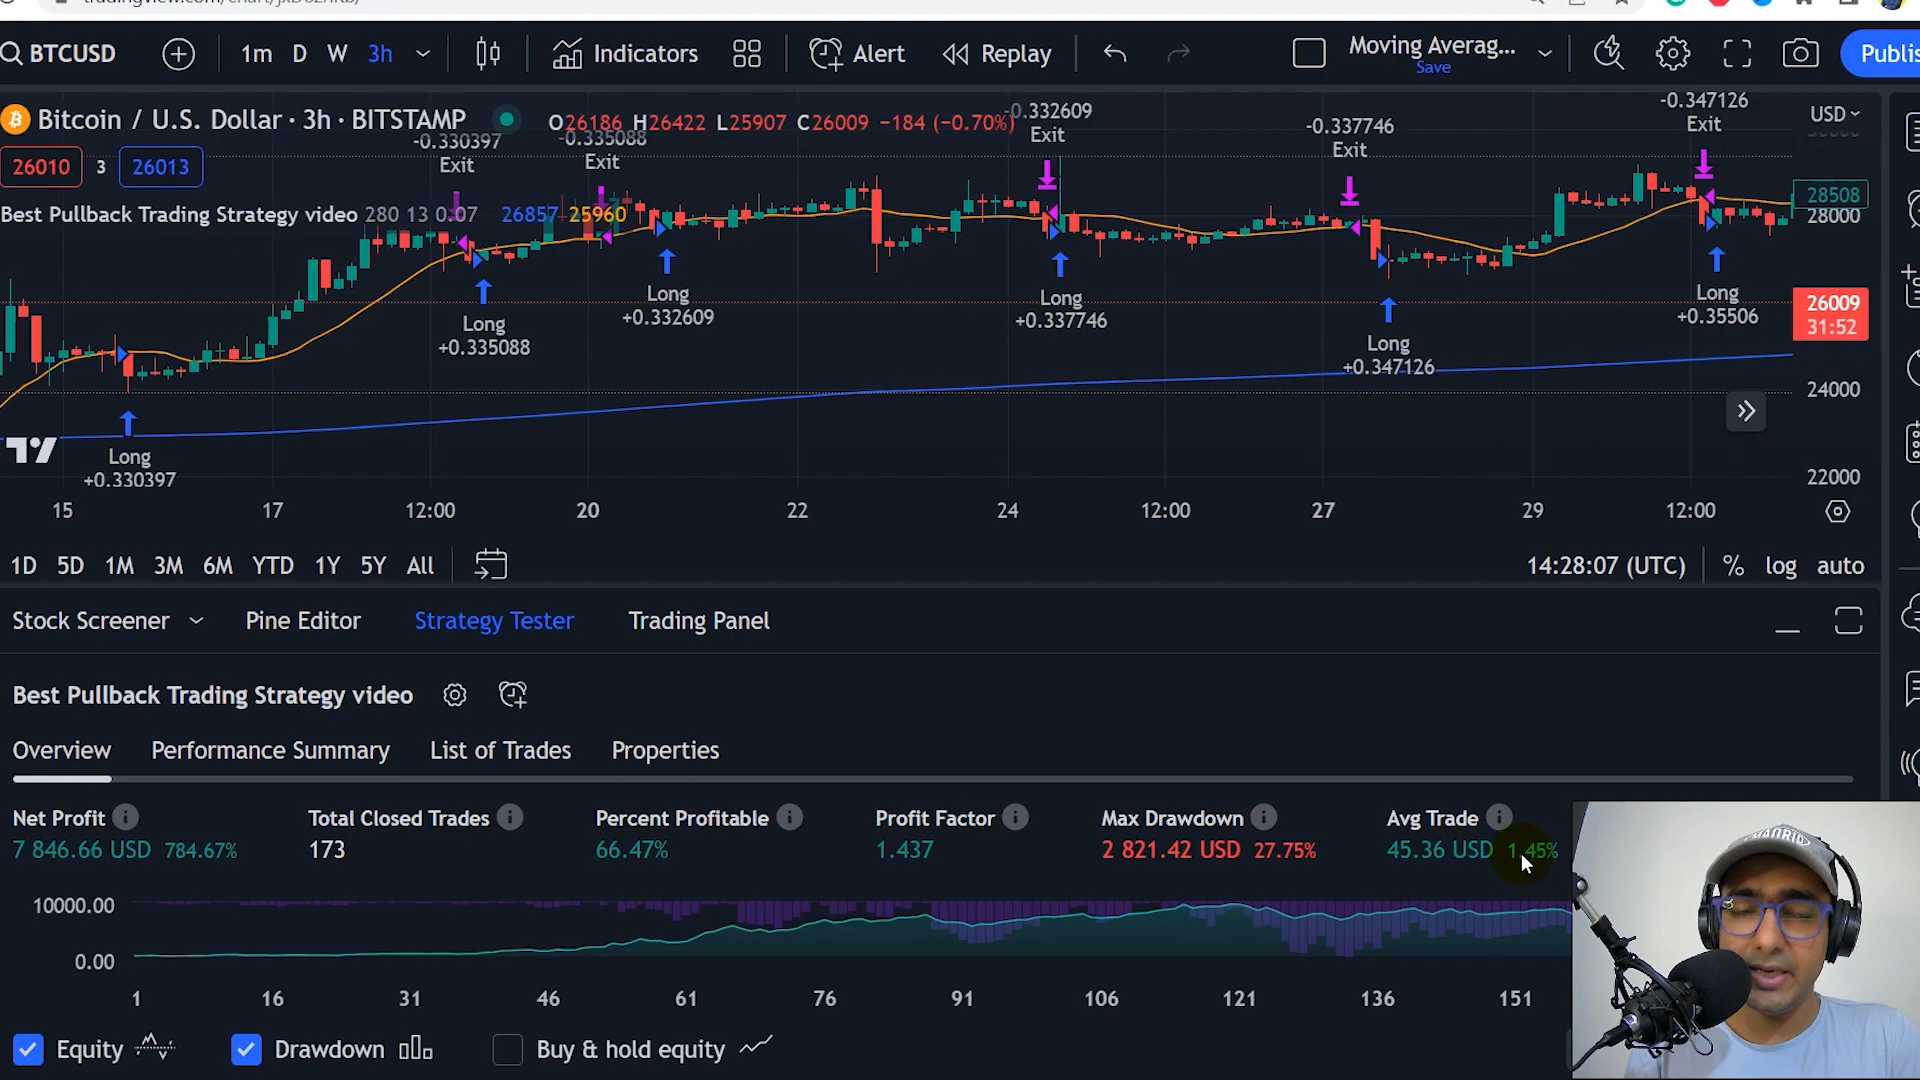 BTCUSD 1m D W 3h Indicators Alert Replay Moving Averag... Save Publis
Bitcoin / U.S. Dollar · 3h · BITSTAMP O26186 H26422 L25907 C26009 −184 (−0.70%) USD
26010 3 26013
Best Pullback Trading Strategy video 280 13 0.07 26857 25960
-0.330397
Exit
-0.335088
Exit
-0.332609
Exit
-0.337746
Exit
-0.347126
Exit
Long
+0.330397
Long
+0.335088
Long
+0.332609
Long
+0.337746
Long
+0.347126
Long
+0.35506
28508
28000
26009
31:52
24000
22000
15 17 12:00 20 22 24 12:00 27 29 12:00
1D 5D 1M 3M 6M YTD 1Y 5Y All 14:28:07 (UTC) % log auto
Stock Screener Pine Editor Strategy Tester Trading Panel
Best Pullback Trading Strategy video
Overview Performance Summary List of Trades Properties
Net Profit Total Closed Trades Percent Profitable Profit Factor Max Drawdown Avg Trade
7 846.66 USD 784.67% 173 66.47% 1.437 2 821.42 USD 27.75% 45.36 USD 1.45%
10000.00
0.00
1 16 31 46 61 76 91 106 121 136 151
Equity Drawdown Buy & hold equity